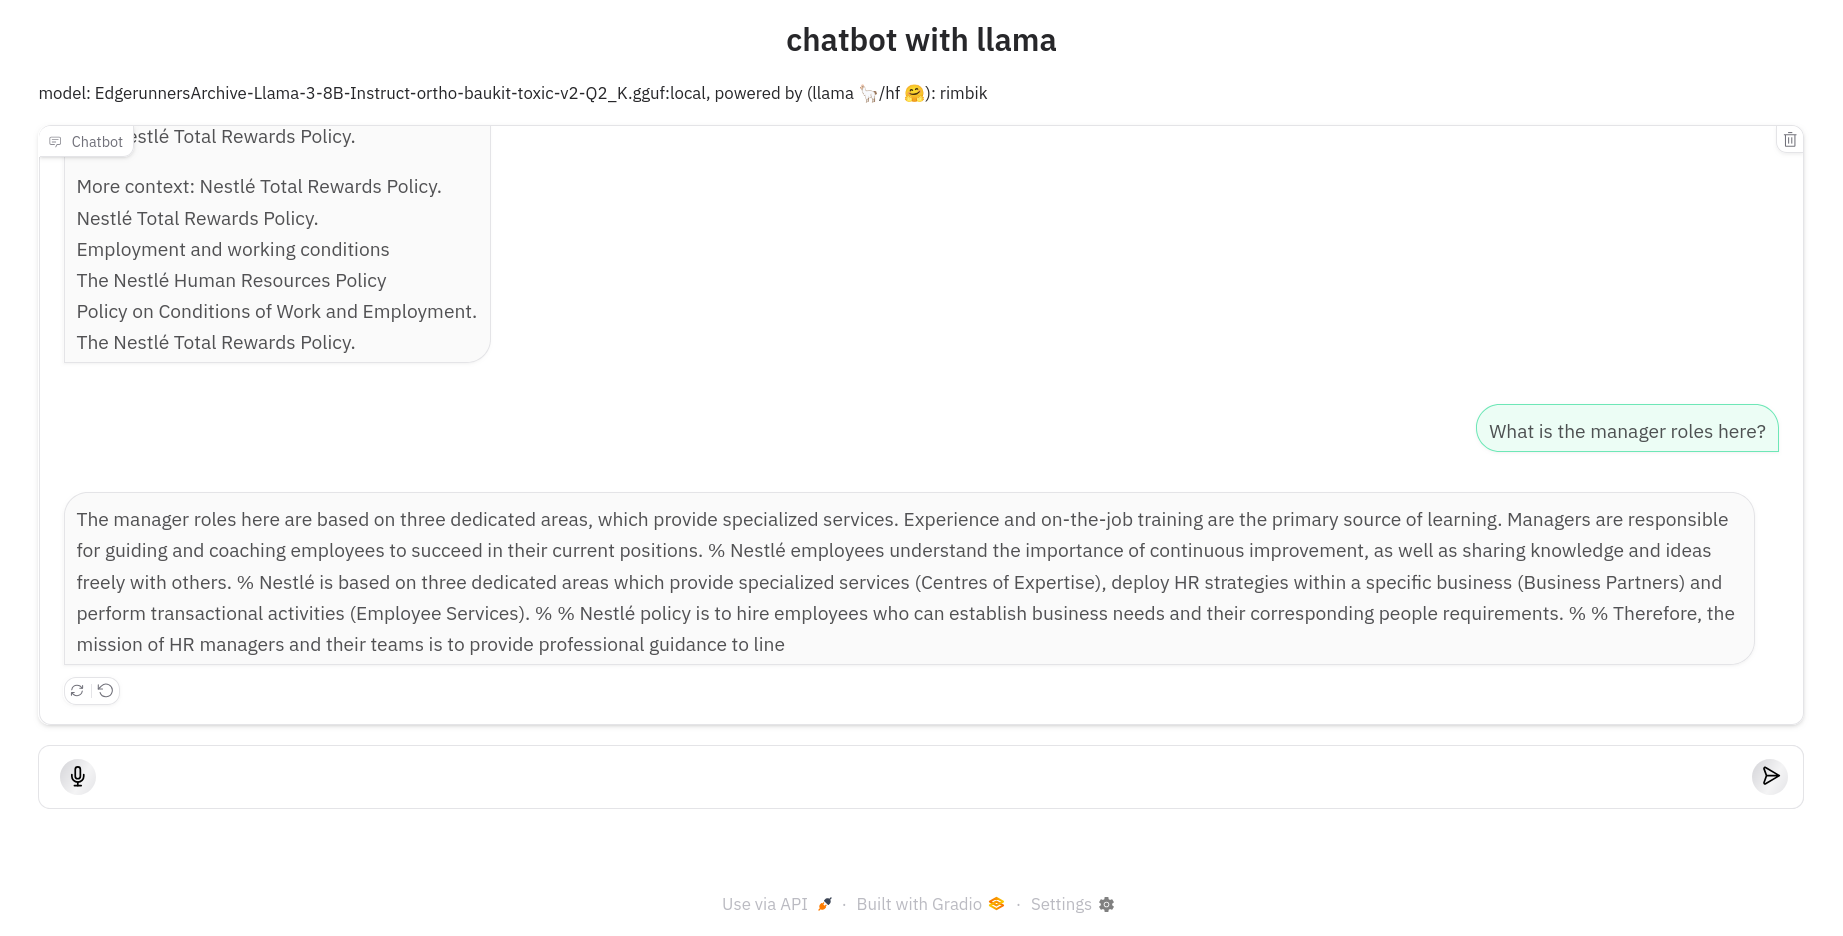 chatbot with llama
model: EdgerunnersArchive-Llama-3-8B-Instruct-ortho-baukit-toxic-v2-Q2_K.gguf:local, powered by (llama 🦙/hf 🤗): rimbik
Chatbot
estlé Total Rewards Policy.
More context: Nestlé Total Rewards Policy.
Nestlé Total Rewards Policy.
Employment and working conditions
The Nestlé Human Resources Policy
Policy on Conditions of Work and Employment.
The Nestlé Total Rewards Policy.
What is the manager roles here?
The manager roles here are based on three dedicated areas, which provide specialized services. Experience and on-the-job training are the primary source of learning. Managers are responsible
for guiding and coaching employees to succeed in their current positions. % Nestlé employees understand the importance of continuous improvement, as well as sharing knowledge and ideas
freely with others. % Nestlé is based on three dedicated areas which provide specialized services (Centres of Expertise), deploy HR strategies within a specific business (Business Partners) and
perform transactional activities (Employee Services). % % Nestlé policy is to hire employees who can establish business needs and their corresponding people requirements. % % Therefore, the
mission of HR managers and their teams is to provide professional guidance to line
Use via API 🚀 · Built with Gradio · Settings ⚙️